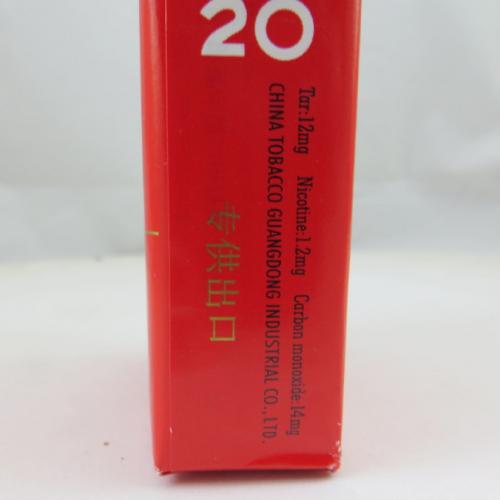 20
Tar:12mg Nicotine:1.2mg Carbon monoxide:14mg
CHINA TOBACCO GUANGDONG INDUSTRIAL CO.,LTD.
专供出口